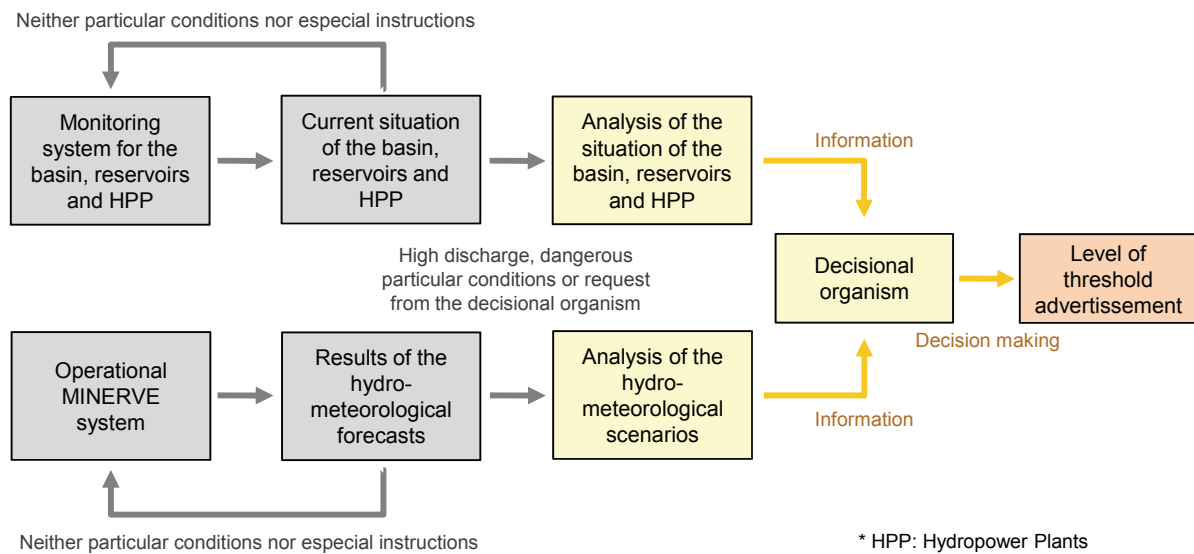 Neither particular conditions nor especial instructions
Monitoring
system for the
basin, reservoirs
and HPP
Current situation
of the basin,
reservoirs and
HPP
Analysis of the
situation of the
basin, reservoirs
and HPP
Information
High discharge, dangerous
particular conditions or request
from the decisional organism
Decisional
organism
Level of
threshold
advertissement
Decision making
Operational
MINERVE
system
Results of the
hydro-
meteorological
forecasts
Analysis of the
hydro-
meteorological
scenarios
Information
Neither particular conditions nor especial instructions
* HPP: Hydropower Plants